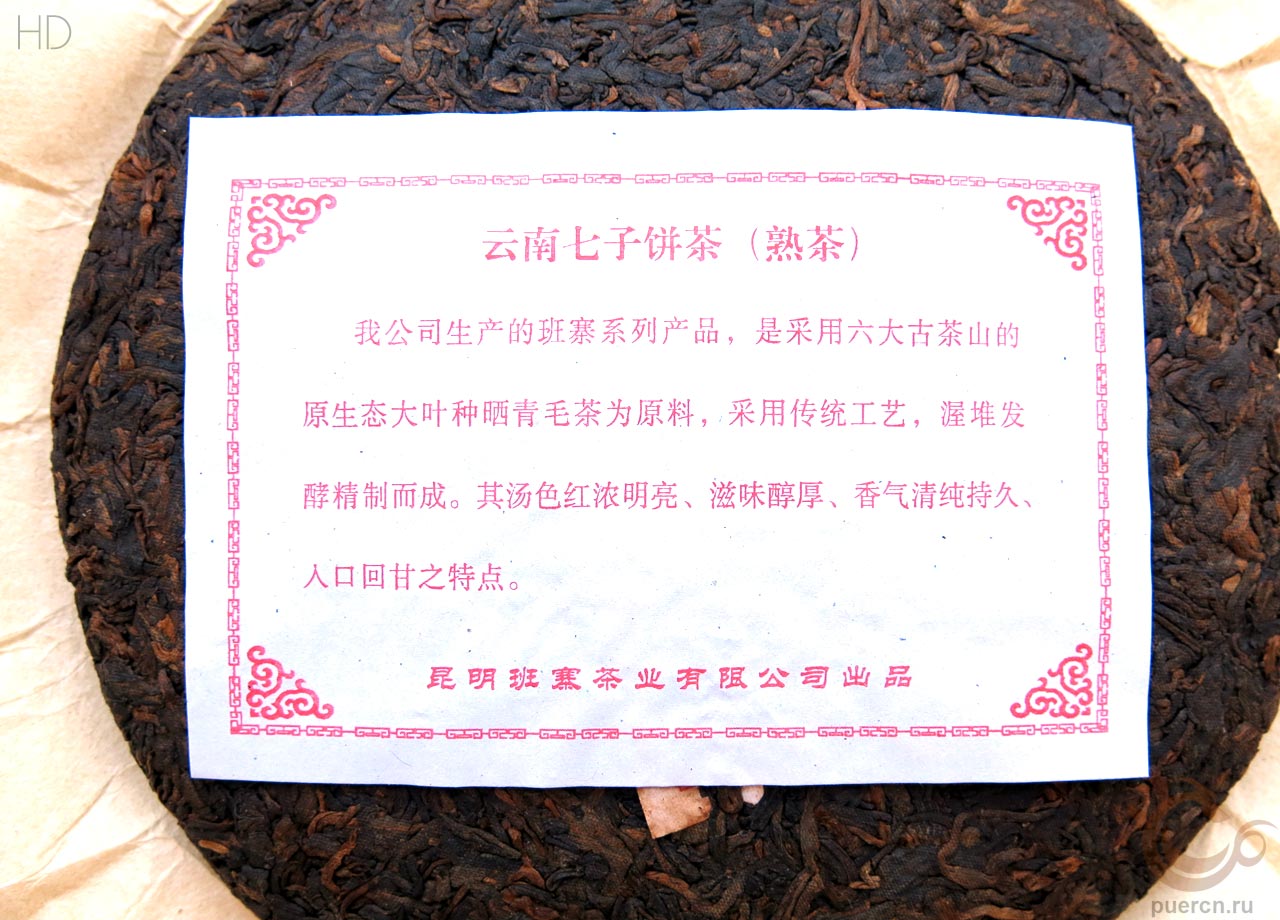 HD
云南七子饼茶（熟茶）
我公司生产的班寨系列产品，是采用六大古茶山的
原生态大叶种晒青毛茶为原料，采用传统工艺，渥堆发
酵精制而成。其汤色红浓明亮、滋味醇厚、香气清纯持久、
入口回甘之特点。
昆明班寨茶业有限公司出品
puercn.ru